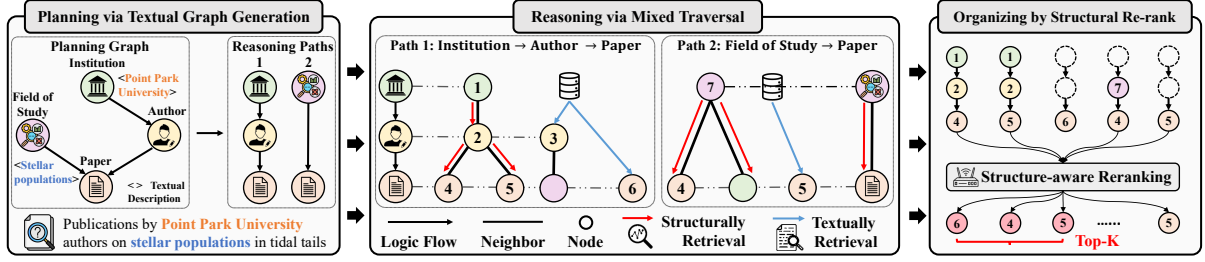 Planning via Textual Graph Generation
Planning Graph
Institution
<Point Park
University>
Field of
Study
Author
Paper
<Stellar
populations>
< > Textual
Description
Reasoning Paths
1 2
Publications by Point Park University
authors on stellar populations in tidal tails
Reasoning via Mixed Traversal
Path 1: Institution → Author → Paper
1
2 3
4 5 6
Path 2: Field of Study → Paper
7
4 5
Logic Flow
Neighbor
Node
Structurally
Retrieval
Textually
Retrieval
Organizing by Structural Re-rank
1 1
2 2 7
4 5 6 4 5
Structure-aware Reranking
6 4 5 ...... 5
Top-K